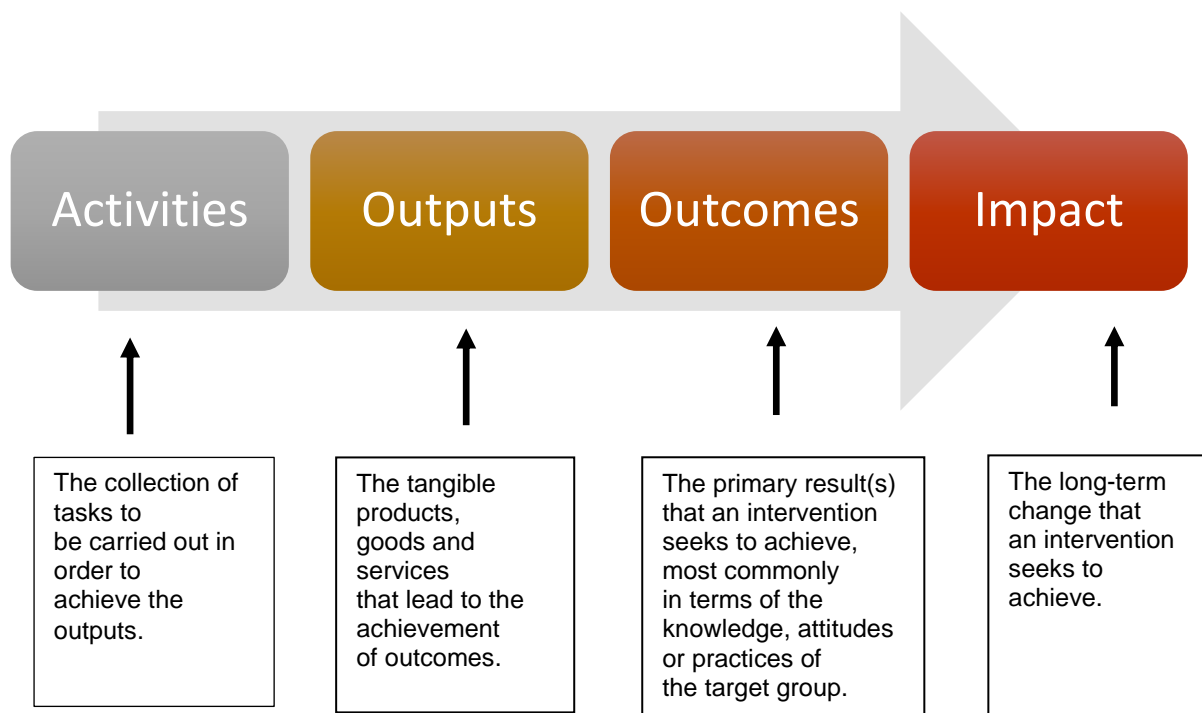 Activities
Outputs
Outcomes
Impact
The collection of
tasks to
be carried out in
order to
achieve the
outputs.
The tangible
products,
goods and
services
that lead to the
achievement
of outcomes.
The primary result(s)
that an intervention
seeks to achieve,
most commonly
in terms of the
knowledge, attitudes
or practices of
the target group.
The long-term
change that
an intervention
seeks to
achieve.